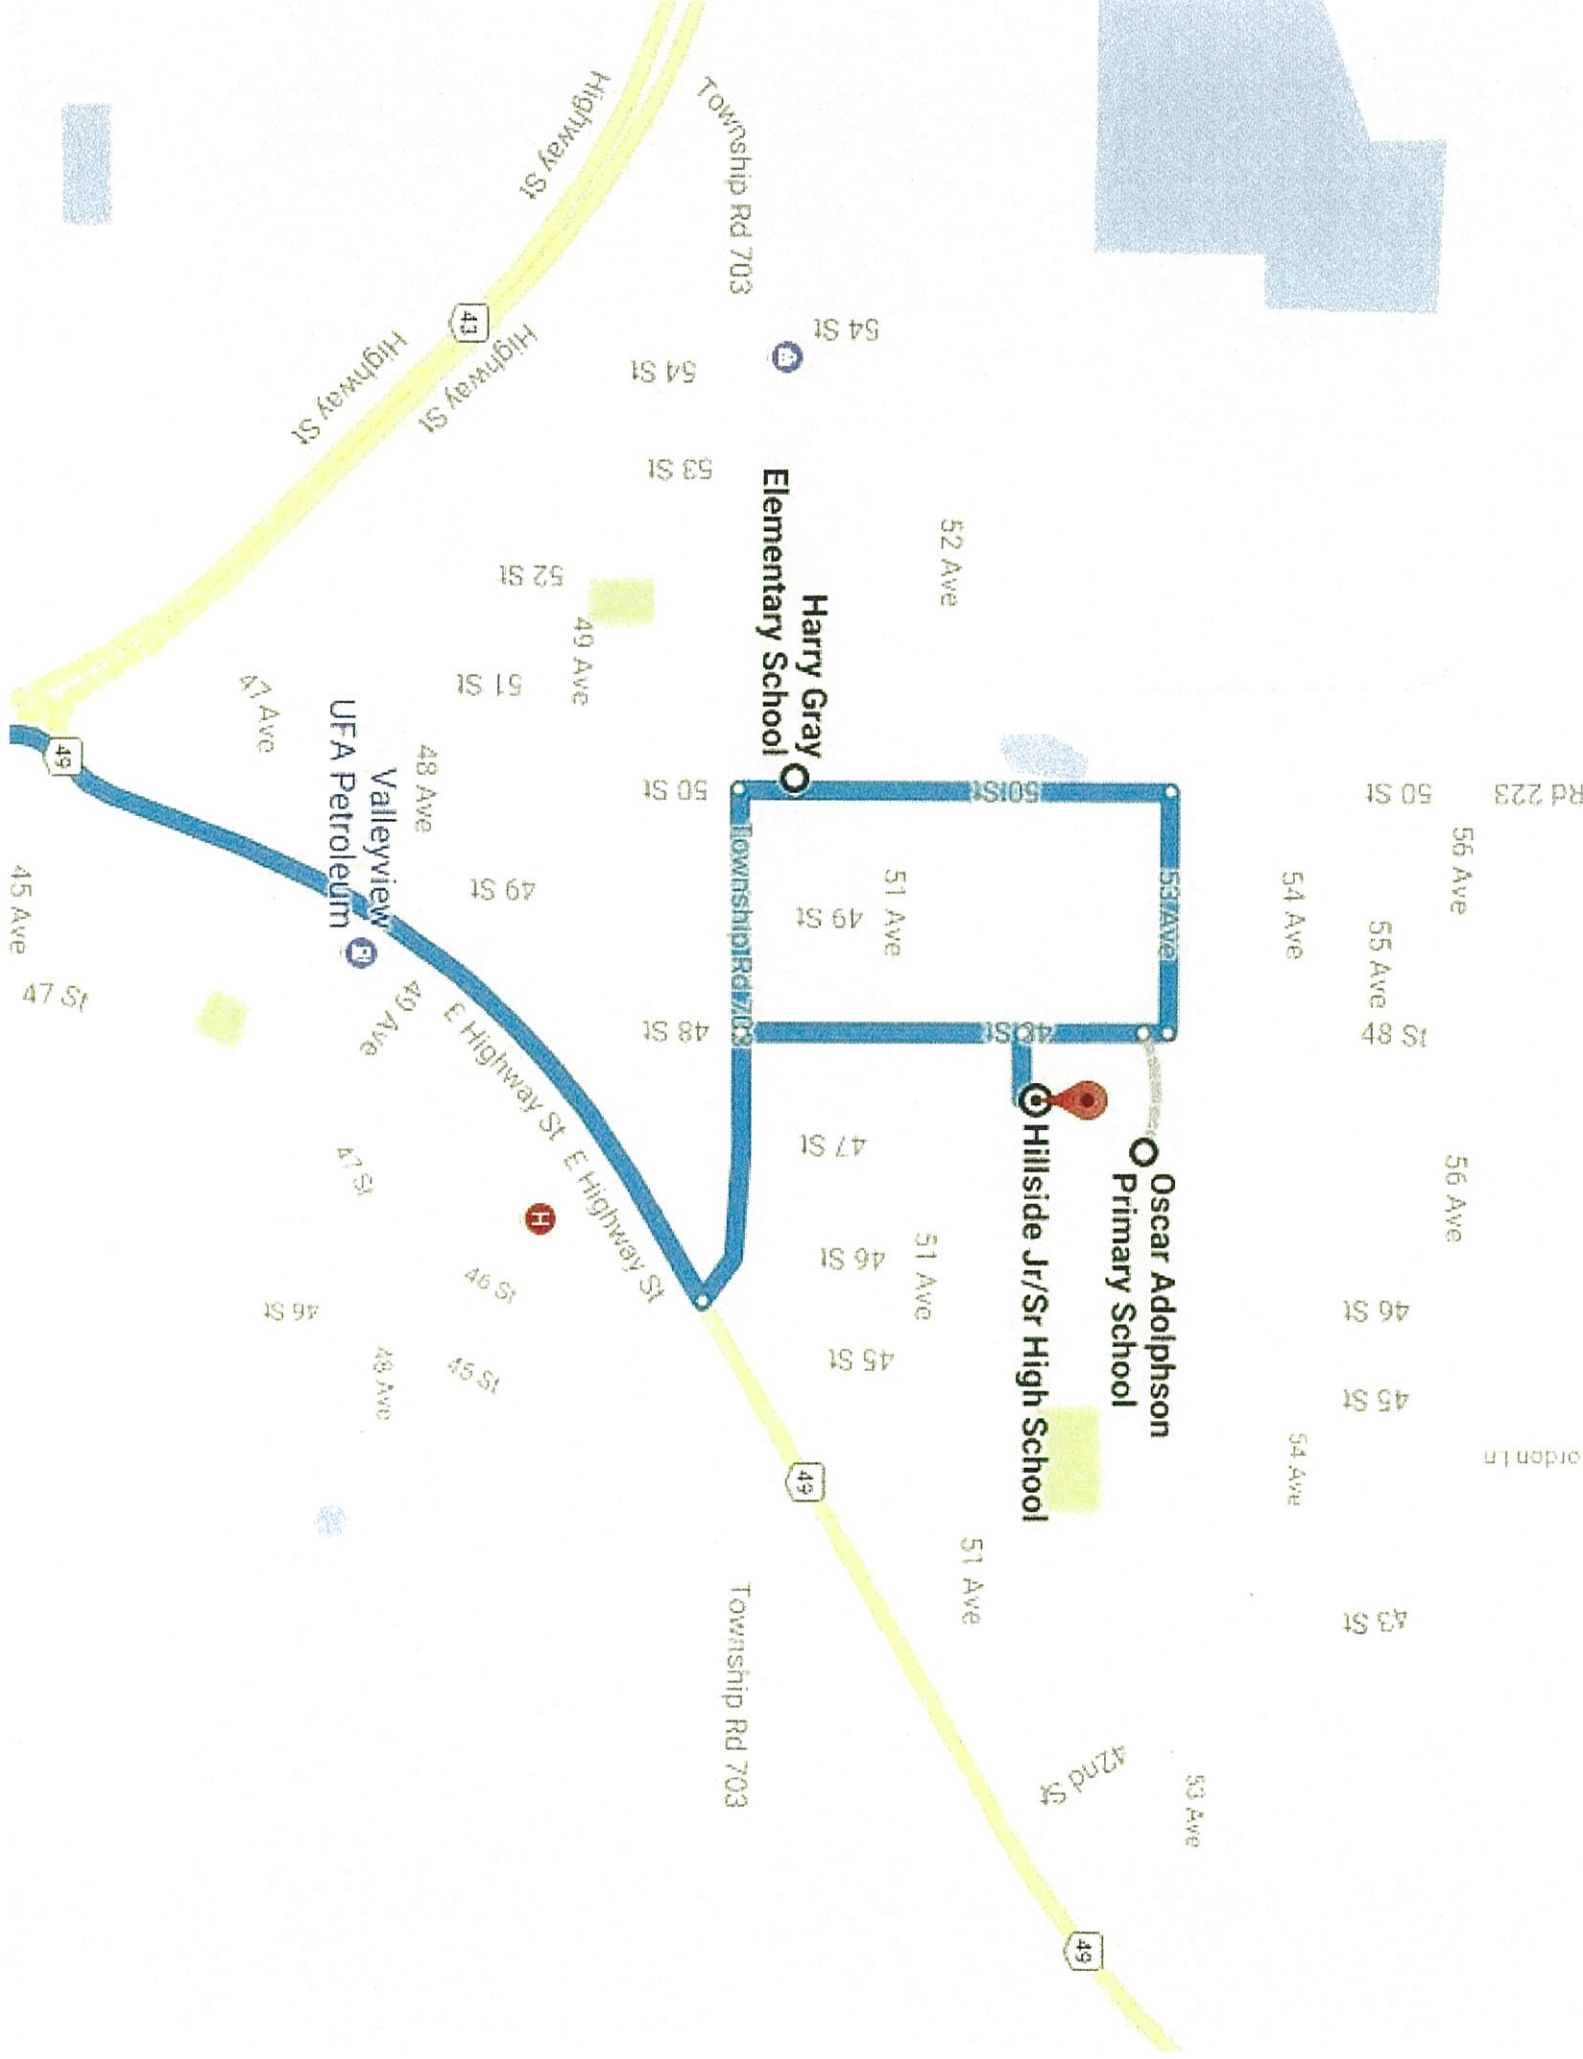 Rd 223
ordon Ln
56 Ave
56 Ave
50 St
48 St
55 Ave
46 St
45 St
43 St
54 Ave
54 Ave
53 Ave
53 Ave
Oscar Adolphson
Primary School
42nd St
49
50 St
48 St
Hillside Jr/Sr High School
51 Ave
52 Ave
51 Ave
51 Ave
54 St
49 St
47 St
46 St
45 St
Harry Gray
Elementary School
49
Township Rd 703
Township Rd 703
Township Rd 703
54 St
53 St
50 St
48 St
E Highway St
E Highway St
49 Ave
Highway St
52 St
H
51 St
49 St
46 St
45 St
Highway St
43
48 Ave
49 Ave
48 Ave
Valleyview
UFA Petroleum
47 St
Highway St
46 St
47 Ave
49
47 St
45 Ave